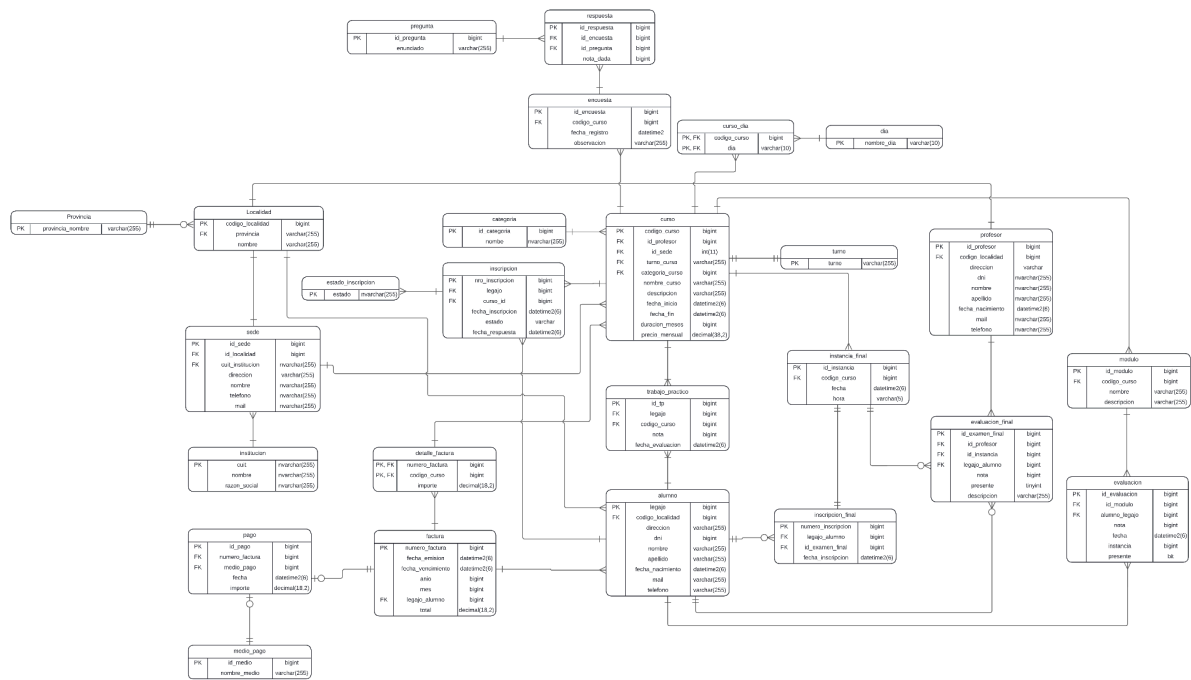 respuesta
PK id_respuesta bigint
FK id_encuesta bigint
FK id_pregunta bigint
nota_dada bigint
pregunta
PK id_pregunta bigint
enunciado varchar(255)
encuesta
PK id_encuesta bigint
FK codigo_curso bigint
fecha_registro datetime2
observacion varchar(255)
curso_dia
PK, FK codigo_curso bigint
PK, FK dia varchar(10)
dia
PK nombre_dia varchar(10)
Provincia
PK provincia_nombre varchar(255)
Localidad
PK codigo_localidad bigint
FK provincia varchar(255)
nombre varchar(255)
categoria
PK id_categoria bigint
nombe nvarchar(255)
curso
PK codigo_curso bigint
FK id_profesor bigint
FK id_sede int(11)
FK turno_curso varchar(255)
FK categoria_curso bigint
nombre_curso varchar(255)
descripcion varchar(255)
fecha_inicio datetime2(6)
fecha_fin datetime2(6)
duracion_meses bigint
precio_mensual decimal(38,2)
turno
PK turno varchar(255)
profesor
PK id_profesor bigint
FK codigo_localidad bigint
direccion varchar
dni nvarchar(255)
nombre nvarchar(255)
apellido nvarchar(255)
fecha_nacimiento datetime2(6)
mail nvarchar(255)
telefono nvarchar(255)
estado_inscripcion
PK estado nvarchar(255)
inscripcion
PK nro_inscripcion bigint
FK legajo bigint
FK curso_id bigint
fecha_inscripcion datetime2(6)
estado varchar
fecha_respuesta datetime2(6)
sede
PK id_sede bigint
FK id_localidad bigint
FK cuit_institucion nvarchar(255)
direccion varchar(255)
nombre nvarchar(255)
telefono nvarchar(255)
mail nvarchar(255)
instancia_final
PK id_instancia bigint
FK codigo_curso bigint
fecha datetime2(6)
hora varchar(5)
modulo
PK id_modulo bigint
FK codigo_curso bigint
nombre varchar(255)
descripcion varchar(255)
trabajo_practico
PK id_tp bigint
FK legajo bigint
FK codigo_curso bigint
nota bigint
fecha_evaluacion datetime2(6)
evaluacion_final
PK id_examen_final bigint
FK id_profesor bigint
FK id_instancia bigint
FK legajo_alumno bigint
nota bigint
presente tinyint
descripcion varchar(255)
institucion
PK cuit nvarchar(255)
nombre nvarchar(255)
razon_social nvarchar(255)
detalle_factura
PK, FK numero_factura bigint
PK, FK codigo_curso bigint
importe decimal(18,2)
evaluacion
PK id_evaluacion bigint
FK id_modulo bigint
FK alumno_legajo bigint
nota bigint
fecha datetime2(6)
instancia bigint
presente bit
alumno
PK legajo bigint
FK codigo_localidad bigint
direccion varchar(255)
dni bigint
nombre varchar(255)
apellido varchar(255)
fecha_nacimiento datetime2(6)
mail varchar(255)
telefono varchar(255)
inscripcion_final
PK numero_inscripcion bigint
FK legajo_alumno bigint
FK id_examen_final bigint
fecha_inscripcion datetime2(6)
pago
PK id_pago bigint
FK numero_factura bigint
FK medio_pago bigint
fecha datetime2(6)
importe decimal(18,2)
factura
PK numero_factura bigint
fecha_emision datetime2(6)
fecha_vencimiento datetime2(6)
anio bigint
mes bigint
PK legajo_alumno bigint
total decimal(18,2)
medio_pago
PK id_medio bigint
nombre_medio varchar(255)